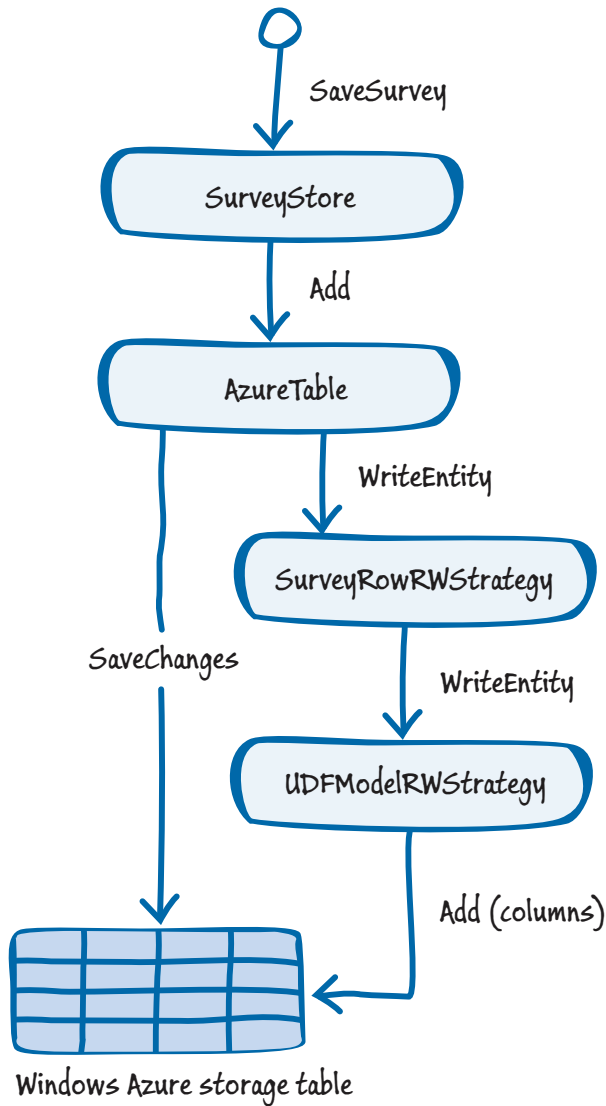 SaveSurvey
SurveyStore
Add
AzureTable
WriteEntity
SurveyRowRWStrategy
SaveChanges
WriteEntity
UDFModelRWStrategy
Add (columns)
Windows Azure storage table